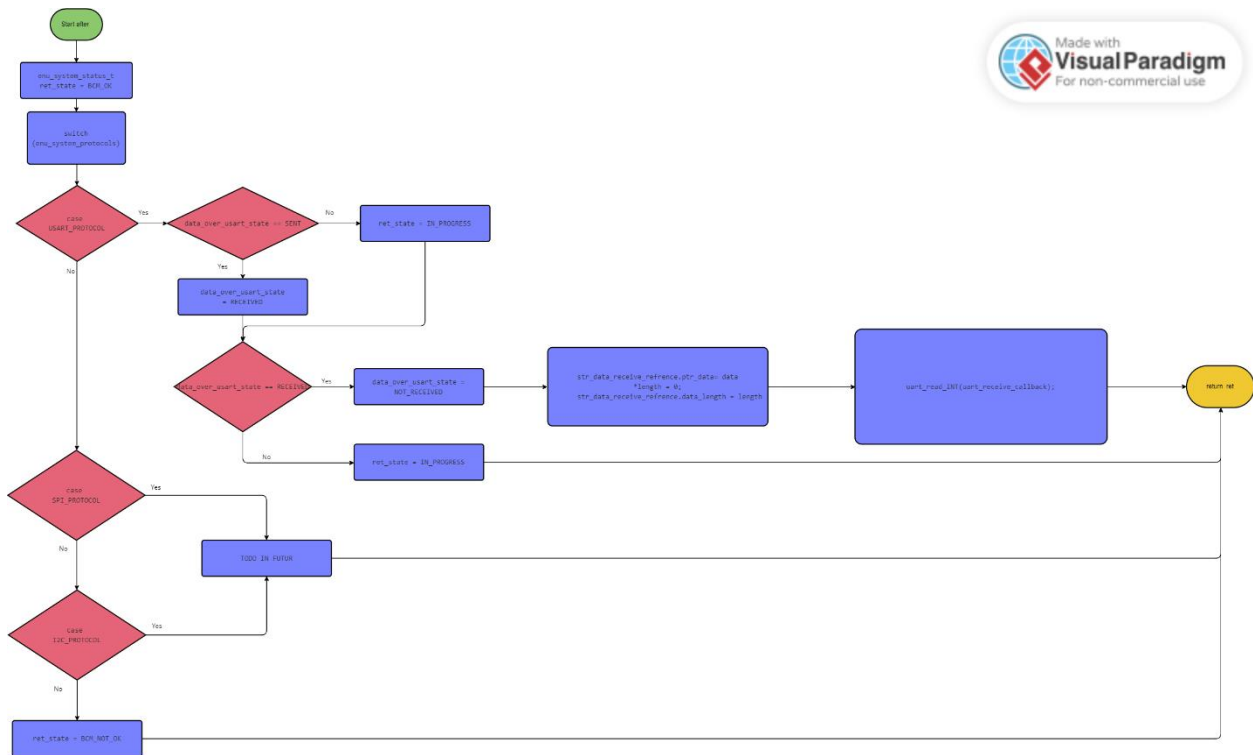 Start after
Made with
Visual Paradigm
For non-commercial use
enu_system_status_t
ret_state = BCM_OK
switch
(enu_system_protocols)
case
USART_PROTOCOL
Yes
data_over_usart_state == SENT
No
ret_state = IN_PROGRESS
No
Yes
data_over_usart_state
= RECEIVED
data_over_usart_state == RECEIVED
Yes
data_over_usart_state =
NOT_RECEIVED
str_data_receive_refrence.ptr_data= data
*length = 0;
str_data_receive_refrence.data_length = length
uart_read_INT(uart_receive_callback);
return ret
No
ret_state = IN_PROGRESS
case
SPI_PROTOCOL
Yes
No
TODO IN FUTUR
case
I2C_PROTOCOL
Yes
No
ret_state = BCM_NOT_OK